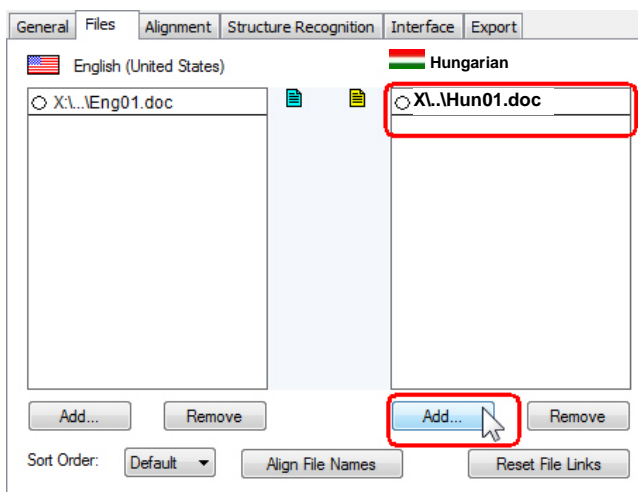 General Files Alignment Structure Recognition Interface Export
English (United States) Hungarian
X:\...\Eng01.doc X\..\Hun01.doc
Add... Remove Add... Remove
Sort Order: Default Align File Names Reset File Links